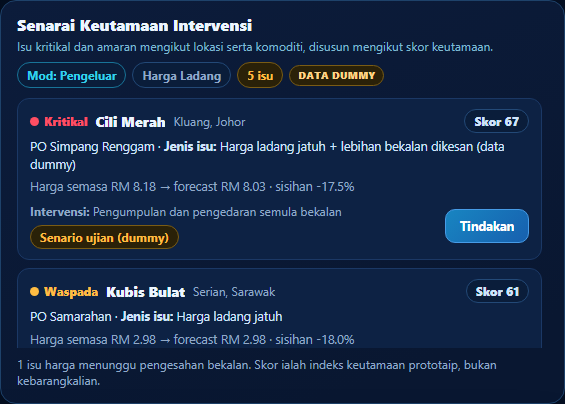 Senarai Keutamaan Intervensi
Isu kritikal dan amaran mengikut lokasi serta komoditi, disusun mengikut skor keutamaan.
Mod: Pengeluar Harga Ladang 5 isu DATA DUMMY
Kritikal Cili Merah Kluang, Johor Skor 67
PO Simpang Renggam · Jenis isu: Harga ladang jatuh + lebihan bekalan dikesan (data
dummy)
Harga semasa RM 8.18 → forecast RM 8.03 · sisihan -17.5%
Intervensi: Pengumpulan dan pengedaran semula bekalan
Senario ujian (dummy) Tindakan
Waspada Kubis Bulat Serian, Sarawak Skor 61
PO Samarahan · Jenis isu: Harga ladang jatuh
Harga semasa RM 2.98 → forecast RM 2.98 · sisihan -18.0%
1 isu harga menunggu pengesahan bekalan. Skor ialah indeks keutamaan prototaip, bukan
kebarangkalian.